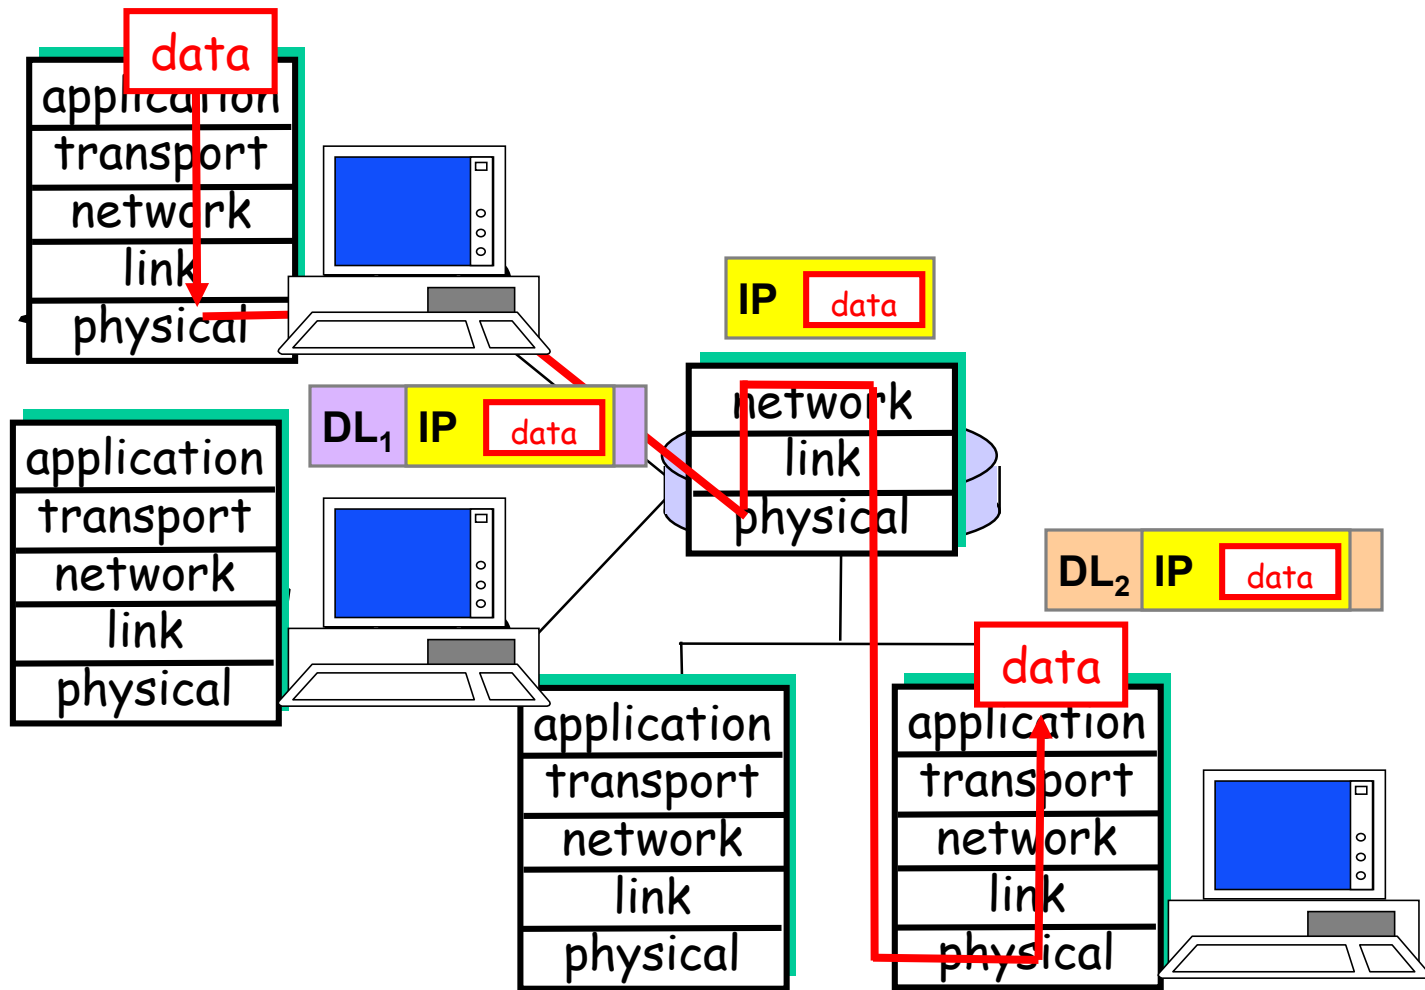 data
application
transport
network
link
physical
IP data
DL1 IP data
network
link
physical
application
transport
network
link
physical
DL2 IP data
application
transport
network
link
physical
data
application
transport
network
link
physical